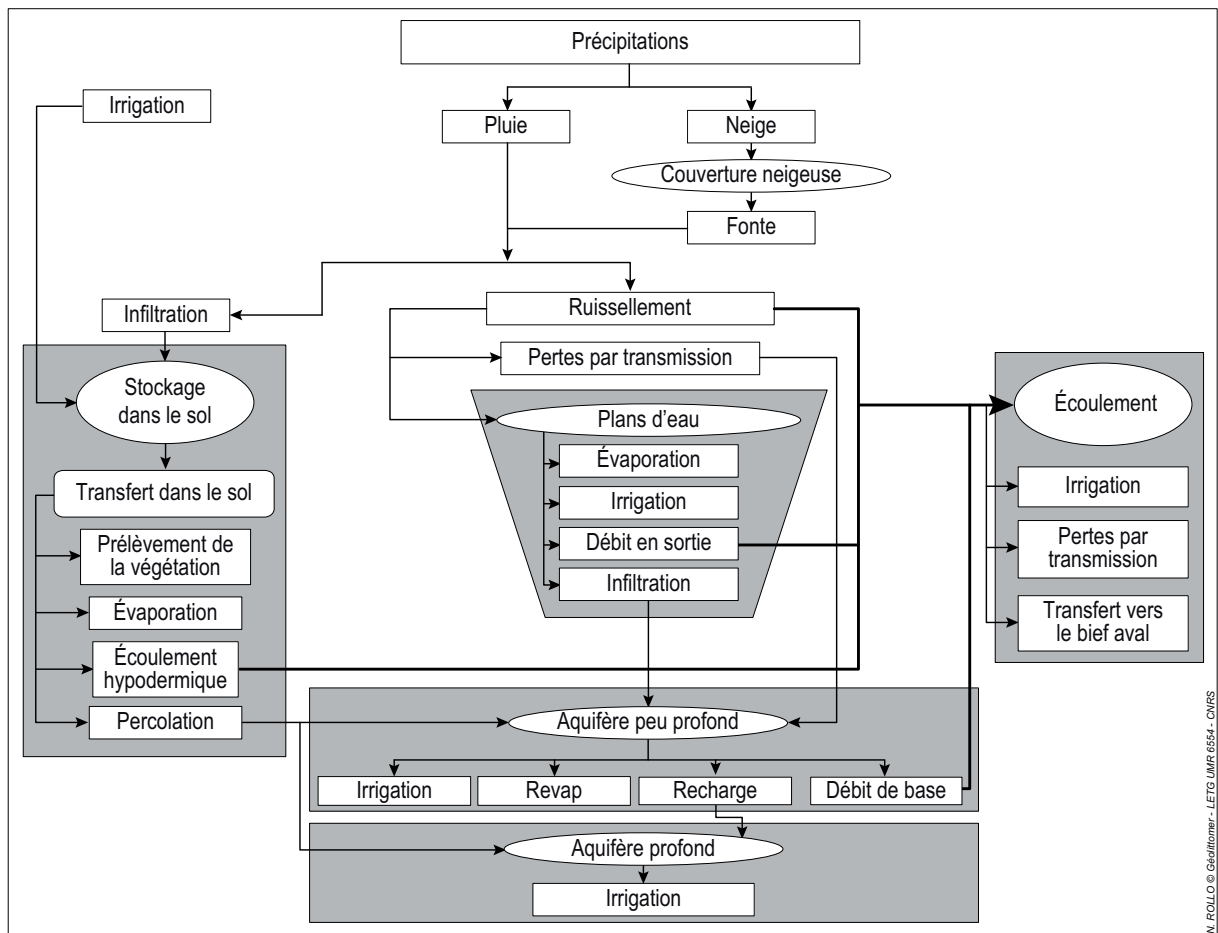 Précipitations
Irrigation
Pluie
Neige
Couverture neigeuse
Fonte
Infiltration
Ruissellement
Pertes par transmission
Stockage
dans le sol
Plans d'eau
Écoulement
Évaporation
Transfert dans le sol
Irrigation
Irrigation
Prélèvement de
la végétation
Débit en sortie
Pertes par
transmission
Infiltration
Évaporation
Transfert vers
le bief aval
Écoulement
hypodermique
Percolation
Aquifère peu profond
Irrigation
Revap
Recharge
Débit de base
Aquifère profond
Irrigation
N. ROLLO © Géolittomer - LETG UMR 6554 - CNRS